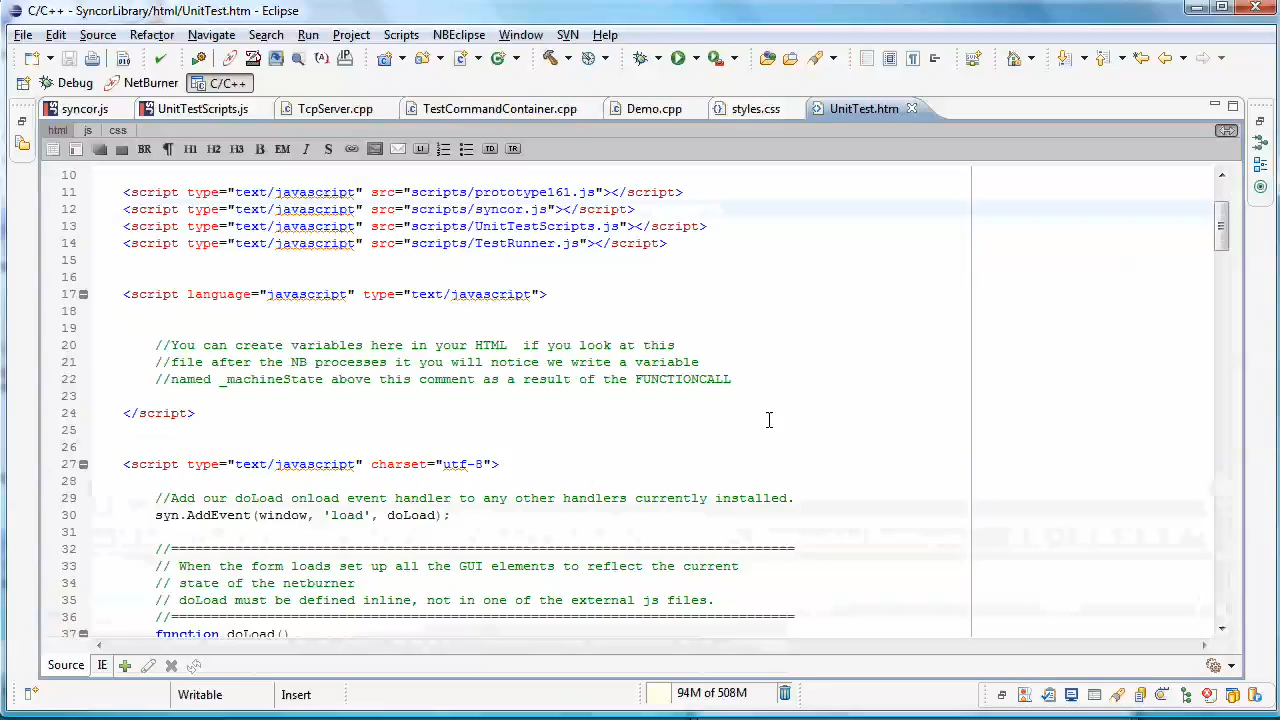 C/C++ - SyncorLibrary/html/UnitTest.htm - Eclipse
File Edit Source Refactor Navigate Search Run Project Scripts NBEclipse Window SVN Help
Debug NetBurner C/C++
syncor.js UnitTestScripts.js TcpServer.cpp TestCommandContainer.cpp Demo.cpp styles.css UnitTest.htm
html js css
BR ¶ H1 H2 H3 B EM I S LI TD TR
10
11 <script type="text/javascript" src="scripts/prototype161.js"></script>
12 <script type="text/javascript" src="scripts/syncor.js"></script>
13 <script type="text/javascript" src="scripts/UnitTestScripts.js"></script>
14 <script type="text/javascript" src="scripts/TestRunner.js"></script>
15
16
17 <script language="javascript" type="text/javascript">
18
19
20 //You can create variables here in your HTML  if you look at this
21 //file after the NB processes it you will notice we write a variable
22 //named _machineState above this comment as a result of the FUNCTIONCALL
23
24 </script>
25
26
27 <script type="text/javascript" charset="utf-8">
28
29 //Add our doLoad onload event handler to any other handlers currently installed.
30 syn.AddEvent(window, 'load', doLoad);
31
32 //==============================================================================
33 // When the form loads set up all the GUI elements to reflect the current
34 // state of the netburner
35 // doLoad must be defined inline, not in one of the external js files.
36 //==============================================================================
37 function doLoad()
Source IE
Writable Insert 94M of 508M